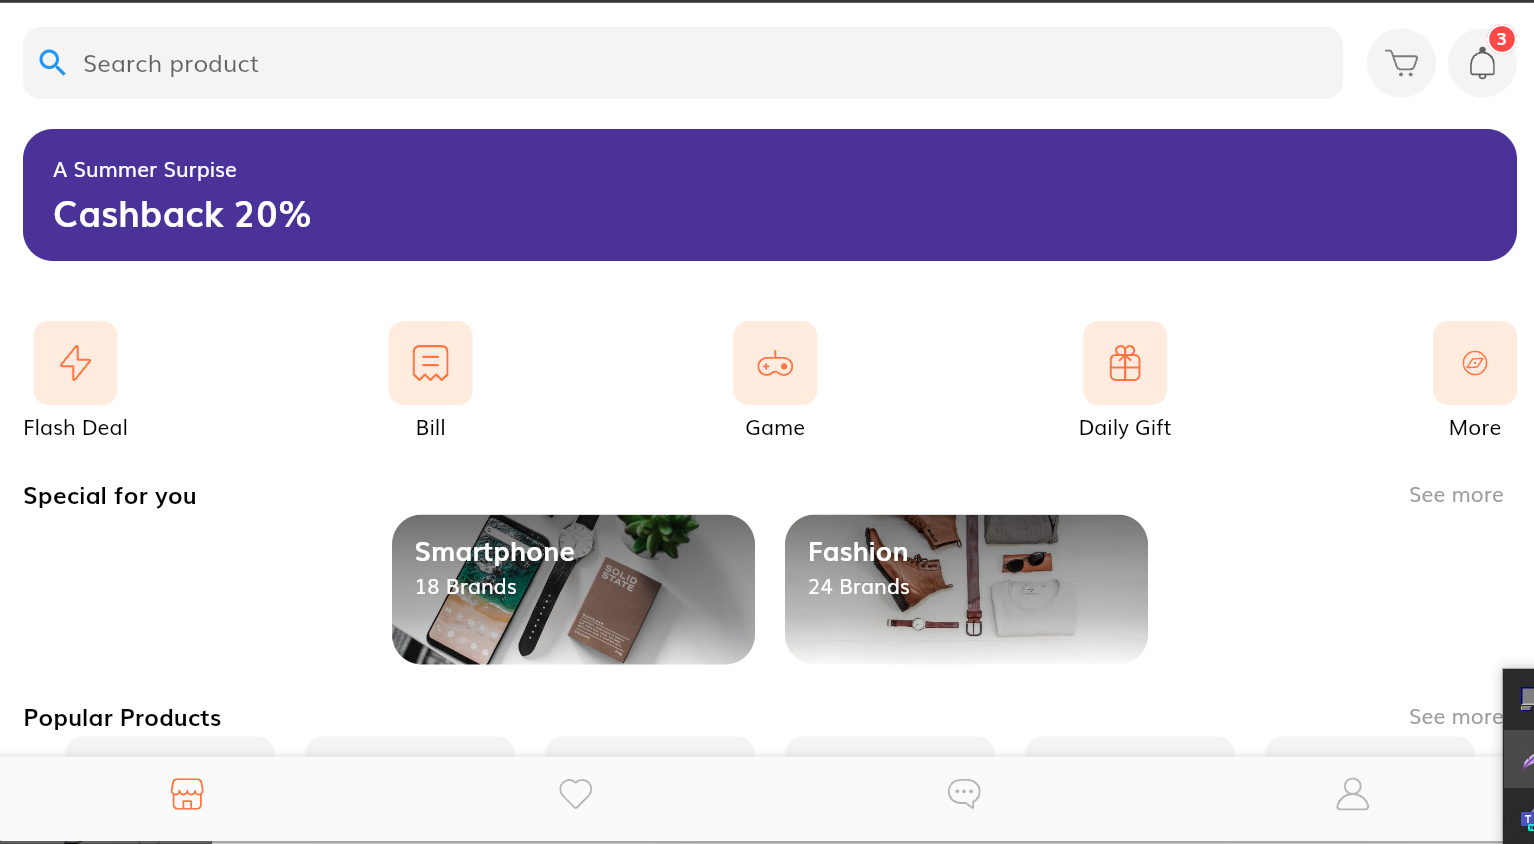 Search product
3
A Summer Surpise
Cashback 20%
Flash Deal
Bill
Game
Daily Gift
More
Special for you
See more
Smartphone
18 Brands
SOLID
STATE
Fashion
24 Brands
Popular Products
See more
T